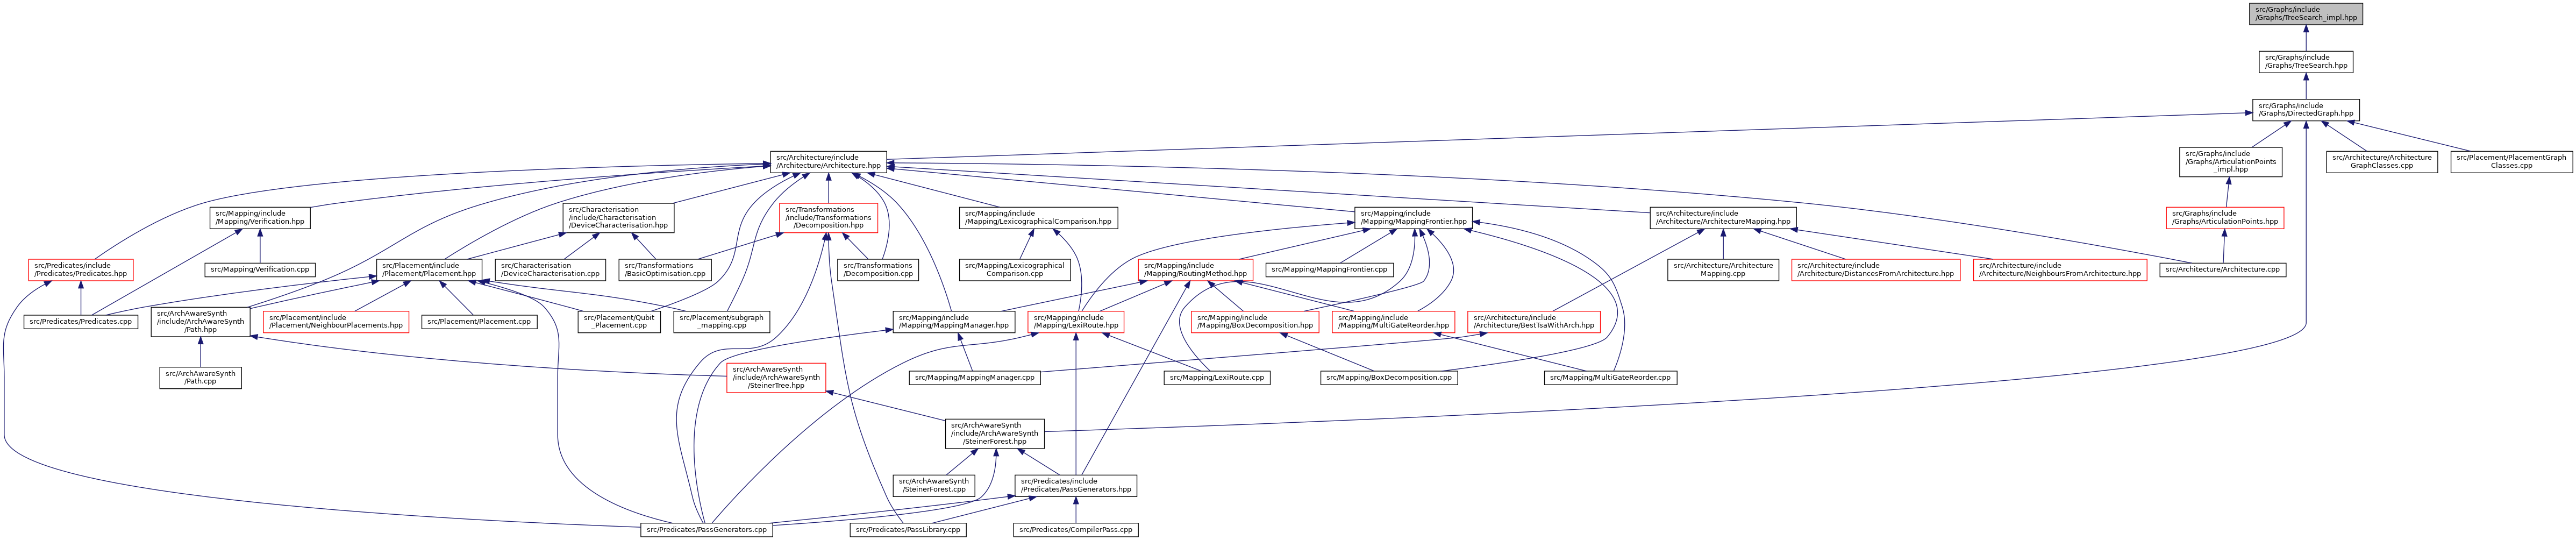 src/Graphs/include
/Graphs/TreeSearch_impl.hpp
src/Graphs/include
/Graphs/TreeSearch.hpp
src/Graphs/include
/Graphs/DirectedGraph.hpp
src/Architecture/include
/Architecture/Architecture.hpp
src/Graphs/include
/Graphs/ArticulationPoints
_impl.hpp
src/Architecture/Architecture
GraphClasses.cpp
src/Placement/PlacementGraph
Classes.cpp
src/Mapping/include
/Mapping/Verification.hpp
src/Characterisation
/include/Characterisation
/DeviceCharacterisation.hpp
src/Transformations
/include/Transformations
/Decomposition.hpp
src/Mapping/include
/Mapping/LexicographicalComparison.hpp
src/Mapping/include
/Mapping/MappingFrontier.hpp
src/Architecture/include
/Architecture/ArchitectureMapping.hpp
src/Graphs/include
/Graphs/ArticulationPoints.hpp
src/Predicates/include
/Predicates/Predicates.hpp
src/Mapping/Verification.cpp
src/Placement/include
/Placement/Placement.hpp
src/Characterisation
/DeviceCharacterisation.cpp
src/Transformations
/BasicOptimisation.cpp
src/Transformations
/Decomposition.cpp
src/Mapping/Lexicographical
Comparison.cpp
src/Mapping/include
/Mapping/RoutingMethod.hpp
src/Mapping/MappingFrontier.cpp
src/Architecture/Architecture
Mapping.cpp
src/Architecture/include
/Architecture/DistancesFromArchitecture.hpp
src/Architecture/include
/Architecture/NeighboursFromArchitecture.hpp
src/Architecture/Architecture.cpp
src/Predicates/Predicates.cpp
src/ArchAwareSynth
/include/ArchAwareSynth
/Path.hpp
src/Placement/include
/Placement/NeighbourPlacements.hpp
src/Placement/Placement.cpp
src/Placement/Qubit
_Placement.cpp
src/Placement/subgraph
_mapping.cpp
src/Mapping/include
/Mapping/MappingManager.hpp
src/Mapping/include
/Mapping/LexiRoute.hpp
src/Mapping/include
/Mapping/BoxDecomposition.hpp
src/Mapping/include
/Mapping/MultiGateReorder.hpp
src/Architecture/include
/Architecture/BestTsaWithArch.hpp
src/ArchAwareSynth
/Path.cpp
src/ArchAwareSynth
/include/ArchAwareSynth
/SteinerTree.hpp
src/Mapping/MappingManager.cpp
src/Mapping/LexiRoute.cpp
src/Mapping/BoxDecomposition.cpp
src/Mapping/MultiGateReorder.cpp
src/ArchAwareSynth
/include/ArchAwareSynth
/SteinerForest.hpp
src/ArchAwareSynth
/SteinerForest.cpp
src/Predicates/include
/Predicates/PassGenerators.hpp
src/Predicates/PassGenerators.cpp
src/Predicates/PassLibrary.cpp
src/Predicates/CompilerPass.cpp